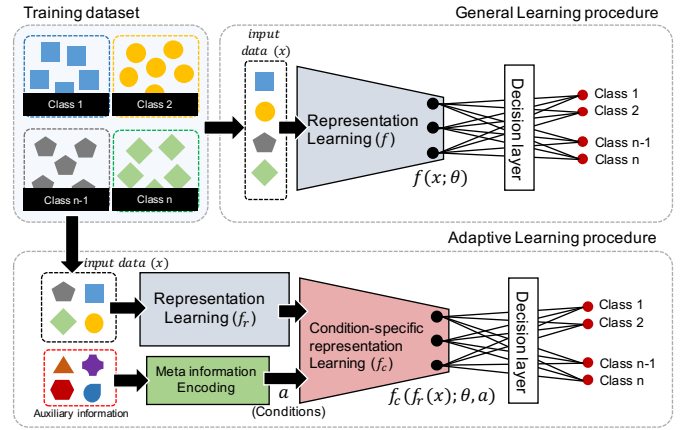 Training dataset
General Learning procedure
Class 1
Class 2
Class n-1
Class n
input
data (x)
Representation
Learning (f)
f(x; θ)
Decision layer
Class 1
Class 2
Class n-1
Class n
Adaptive Learning procedure
input data (x)
Representation
Learning (fᵣ)
Auxiliary information
Meta information
Encoding
a
(Conditions)
Condition-specific
representation
Learning (f_c)
f_c(fᵣ(x); θ, a)
Decision layer
Class 1
Class 2
Class n-1
Class n